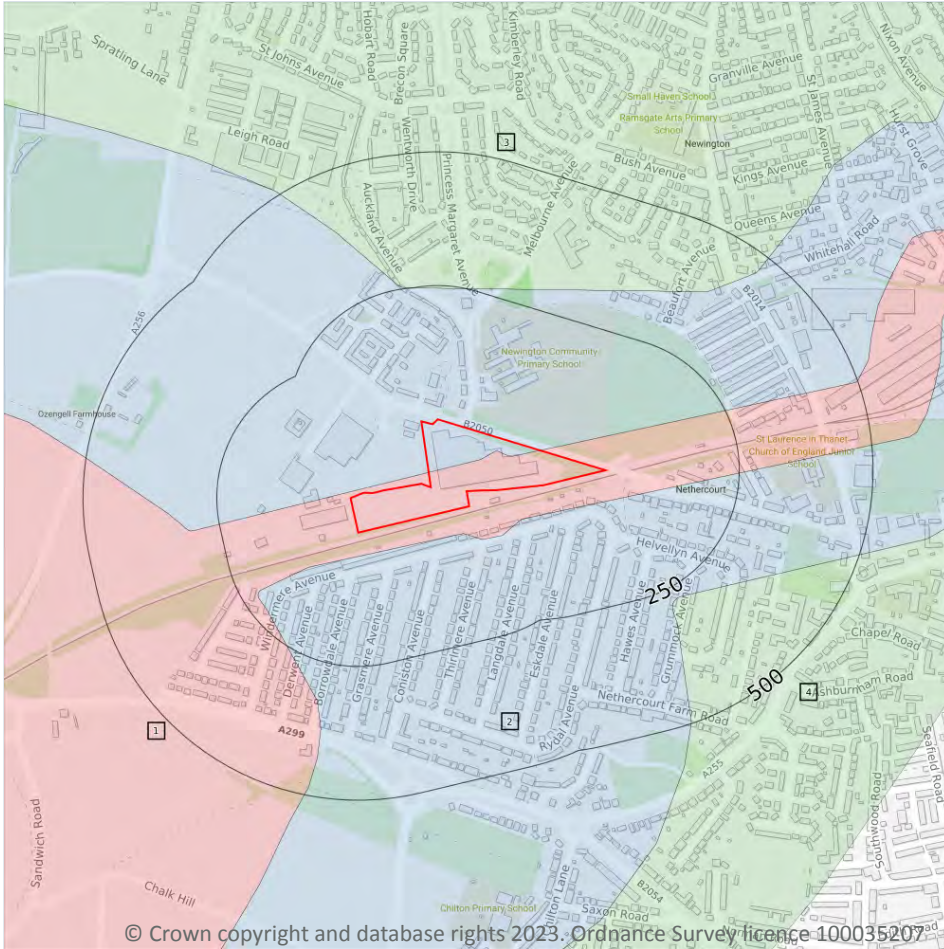 Spratling Lane
St Johns Avenue
Hobart Road
Brecon Square
Kimberley Road
Granville Avenue
Nixon Avenue
Leigh Road
Wentworth Drive
Small Haven School
Ramsgate Arts Primary
School
Newington
St James Avenue
Hurst Grove
3
Princess Margaret Avenue
Bush Avenue
Kings Avenue
Auckland Avenue
Melbourne Avenue
Queens Avenue
Whitehall Road
Beaufort Avenue
B2014
A256
Newington Community
Primary School
Ozengell Farmhouse
B2050
St Laurence in Thanet
Church of England Junior
School
Nethercourt
Helvellyn Avenue
Windermere Avenue
250
Derwent Avenue
Borrowdale Avenue
Grasmere Avenue
Coniston Avenue
Thirlmere Avenue
Langdale Avenue
Eskdale Avenue
Hawes Avenue
Grummock Avenue
Chapel Road
500
4
Ashburnham Road
Nethercourt Farm Road
1
A299
2
Rydal Avenue
A255
Seafield Road
Southwood Road
Sandwich Road
Chalk Hill
B2054
Chilton Primary School
Chilton Lane
Saxon Road
Road
© Crown copyright and database rights 2023. Ordnance Survey licence 100035207.